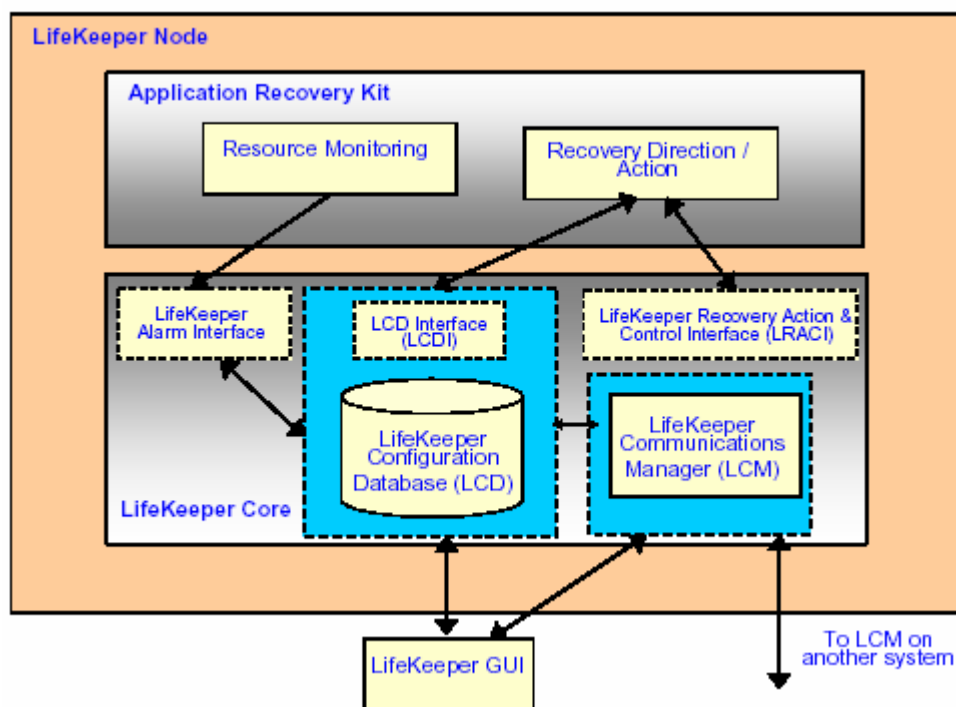 LifeKeeper Node
Application Recovery Kit
Resource Monitoring
Recovery Direction /
Action
LifeKeeper
Alarm Interface
LCD Interface
(LCDI)
LifeKeeper Recovery Action &
Control Interface (LRACI)
LifeKeeper
Configuration
Database (LCD)
LifeKeeper
Communications
Manager (LCM)
LifeKeeper Core
LifeKeeper GUI
To LCM on
another system